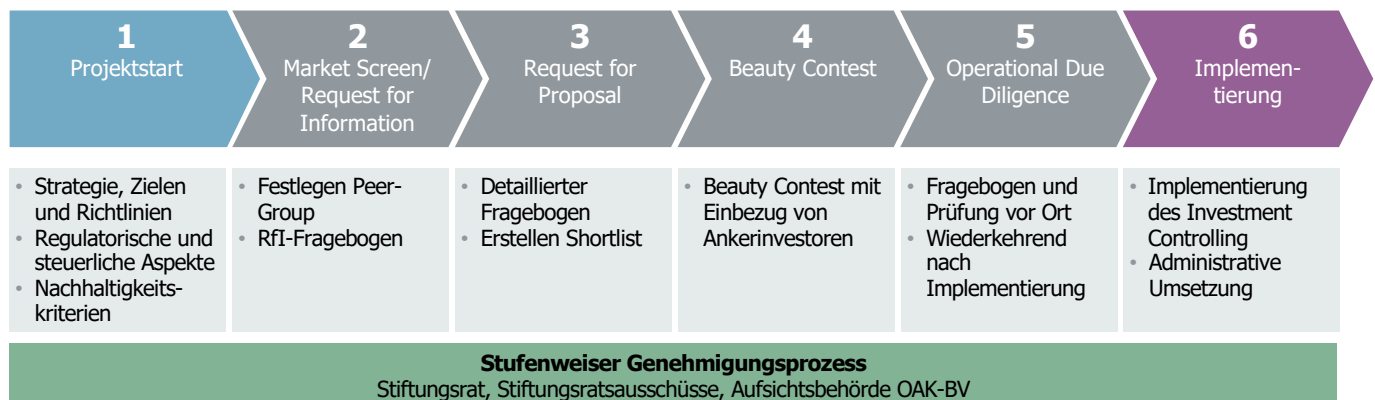 1
Projektstart
2
Market Screen/
Request for
Information
3
Request for
Proposal
4
Beauty Contest
5
Operational Due
Diligence
6
Implemen-
tierung
• Strategie, Zielen
und Richtlinien
• Regulatorische und
steuerliche Aspekte
• Nachhaltigkeits-
kriterien
• Festlegen Peer-
Group
• RfI-Fragebogen
• Detaillierter
Fragebogen
• Erstellen Shortlist
• Beauty Contest mit
Einbezug von
Ankerinvestoren
• Fragebogen und
Prüfung vor Ort
• Wiederkehrend
nach
Implementierung
• Implementierung
des Investment
Controlling
• Administrative
Umsetzung
Stufenweiser Genehmigungsprozess
Stiftungsrat, Stiftungsratsausschüsse, Aufsichtsbehörde OAK-BV